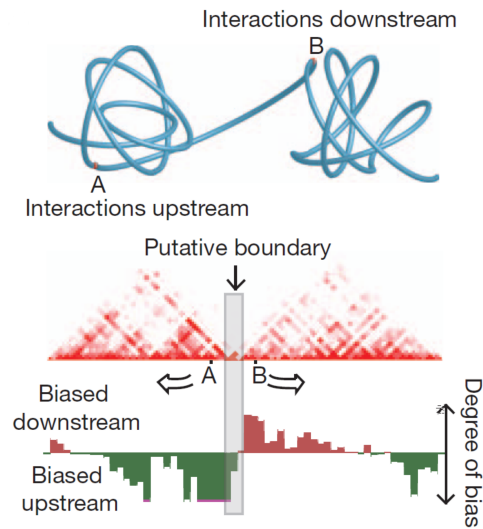 Interactions downstream
B
A
Interactions upstream
Putative boundary
A
B
Biased
downstream
Biased
upstream
Degree of bias